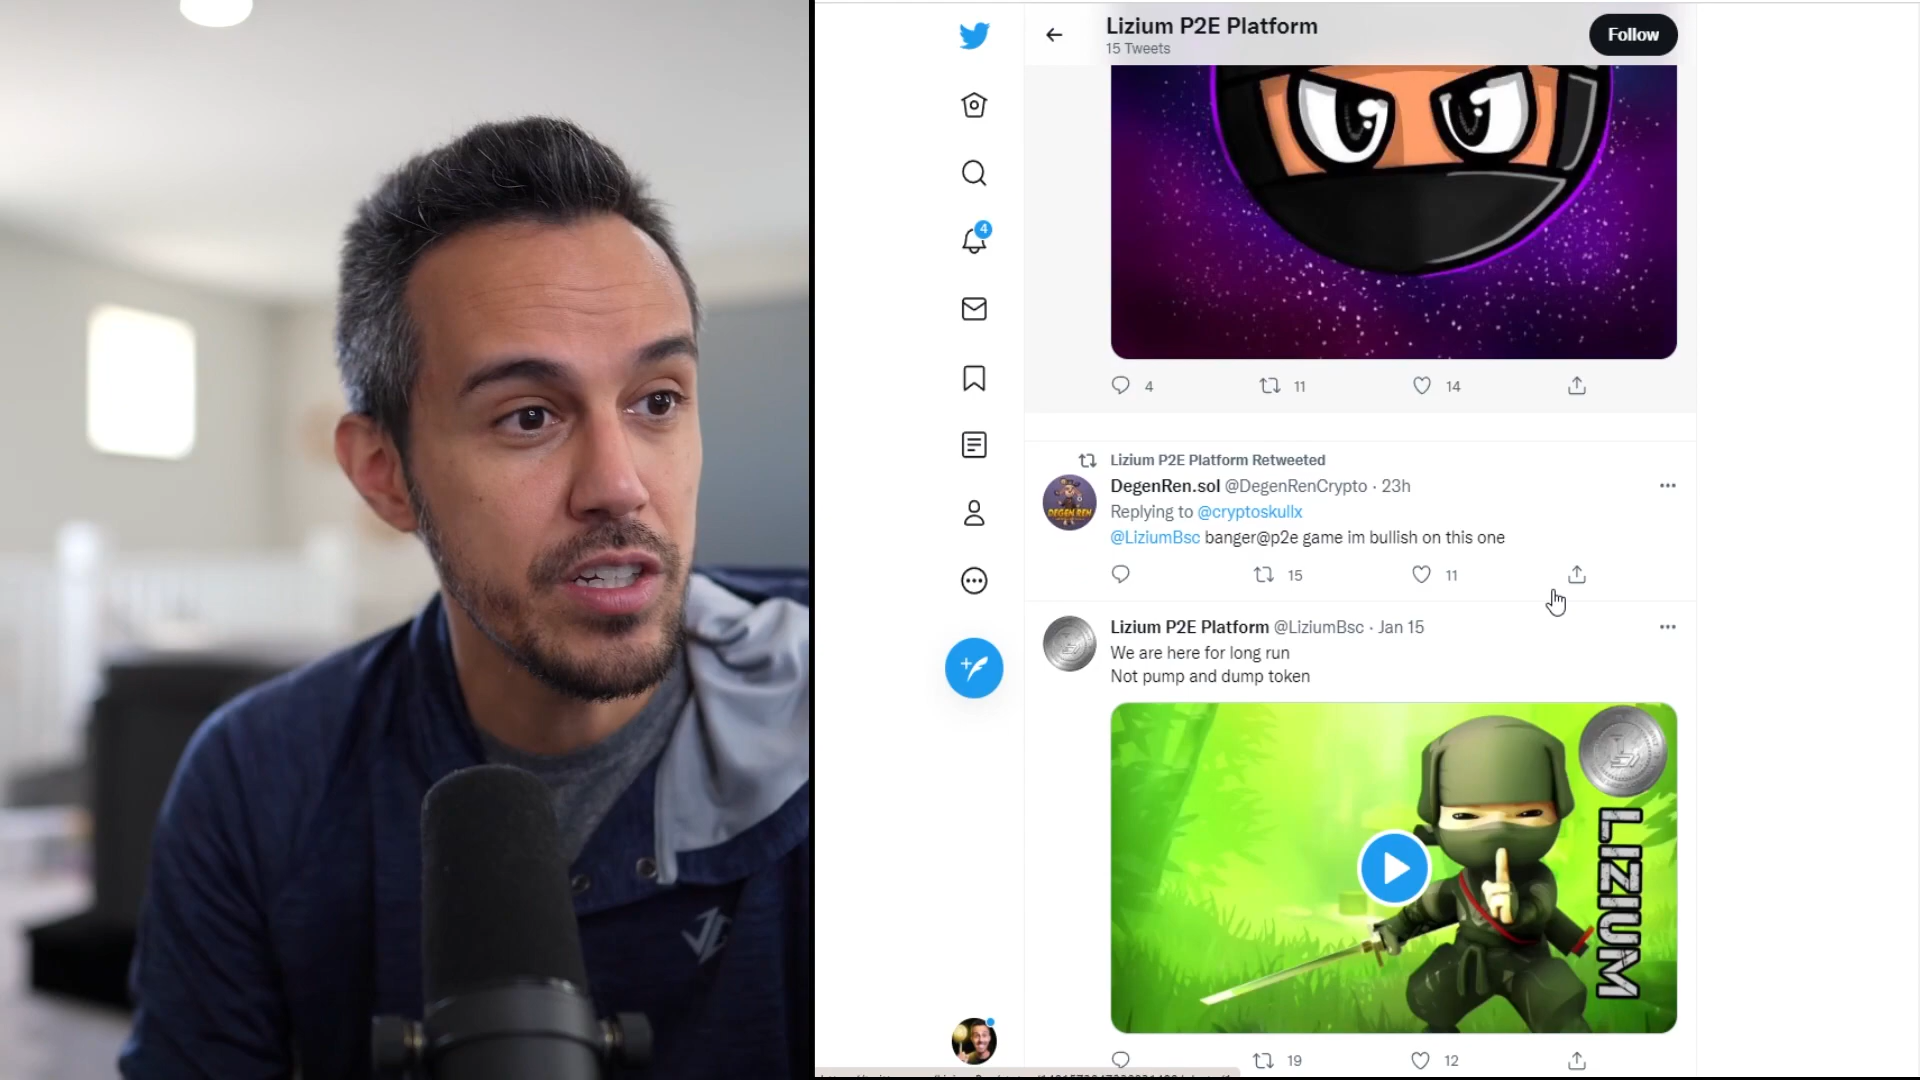 Lizium P2E Platform
15 Tweets
Follow
4
4
11
14
Lizium P2E Platform Retweeted
DegenRen.sol @DegenRenCrypto · 23h
Replying to @cryptoskullx
@LiziumBsc banger@p2e game im bullish on this one
15
11
Lizium P2E Platform @LiziumBsc · Jan 15
We are here for long run
Not pump and dump token
LIZIUM
19
12